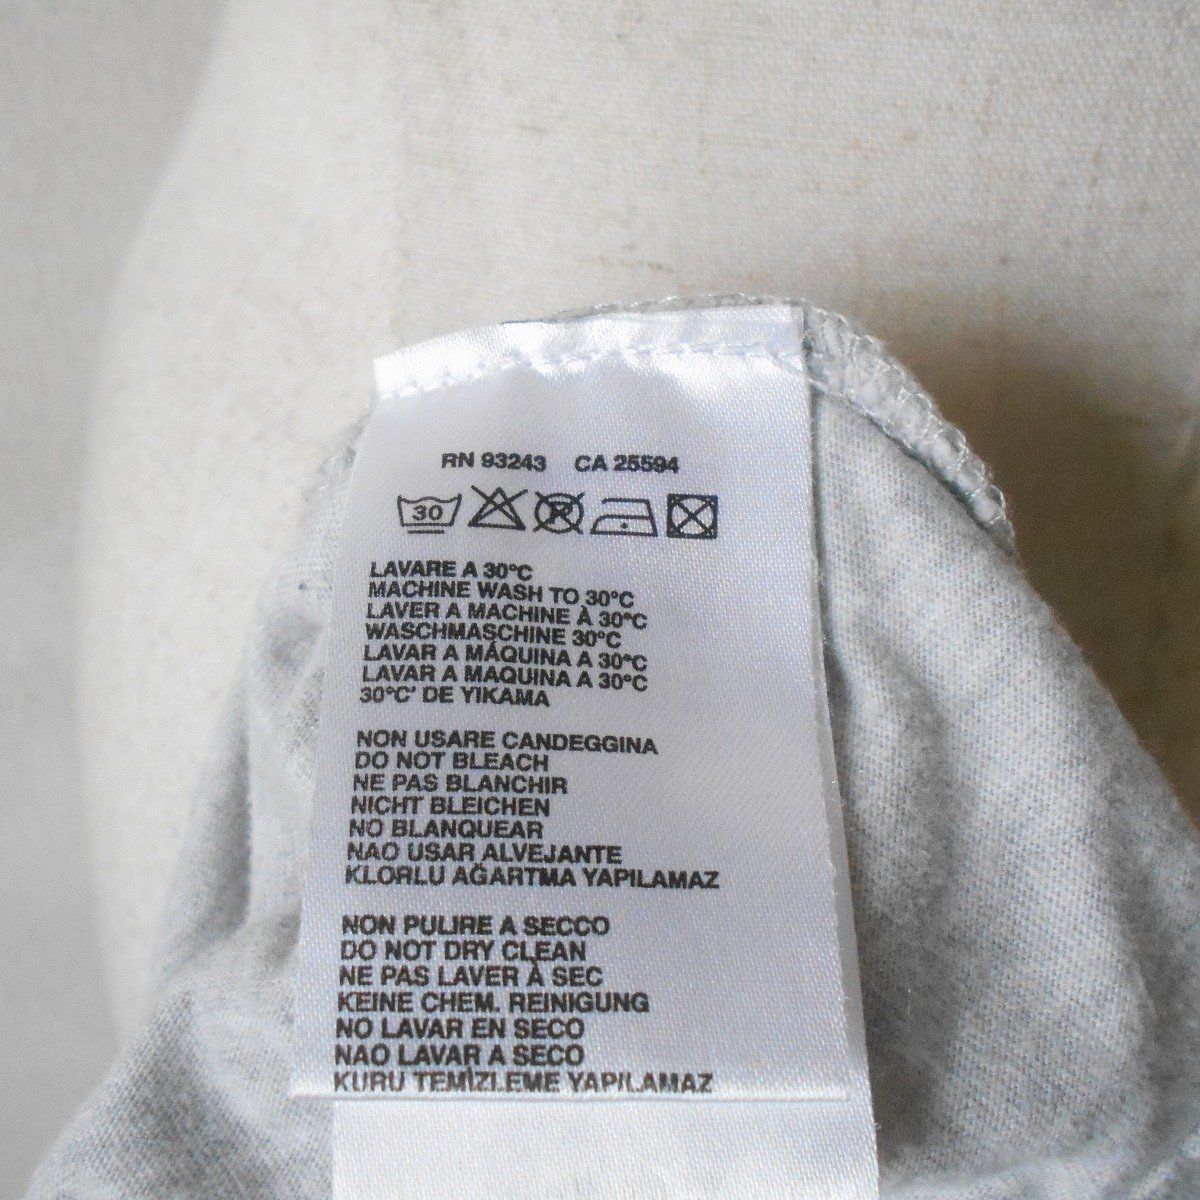 RN 93243 CA 25594
30 P
LAVARE A 30°C
MACHINE WASH TO 30°C
LAVER A MACHINE À 30°C
WASCHMASCHINE 30°C
LAVAR A MÁQUINA A 30°C
LAVAR A MAQUINA A 30°C
30°C' DE YIKAMA
NON USARE CANDEGGINA
DO NOT BLEACH
NE PAS BLANCHIR
NICHT BLEICHEN
NO BLANQUEAR
NAO USAR ALVEJANTE
KLORLU AĞARTMA YAPILAMAZ
NON PULIRE A SECCO
DO NOT DRY CLEAN
NE PAS LAVER À SEC
KEINE CHEM. REINIGUNG
NO LAVAR EN SECO
NAO LAVAR A SECO
KURU TEMİZLEME YAPILAMAZ